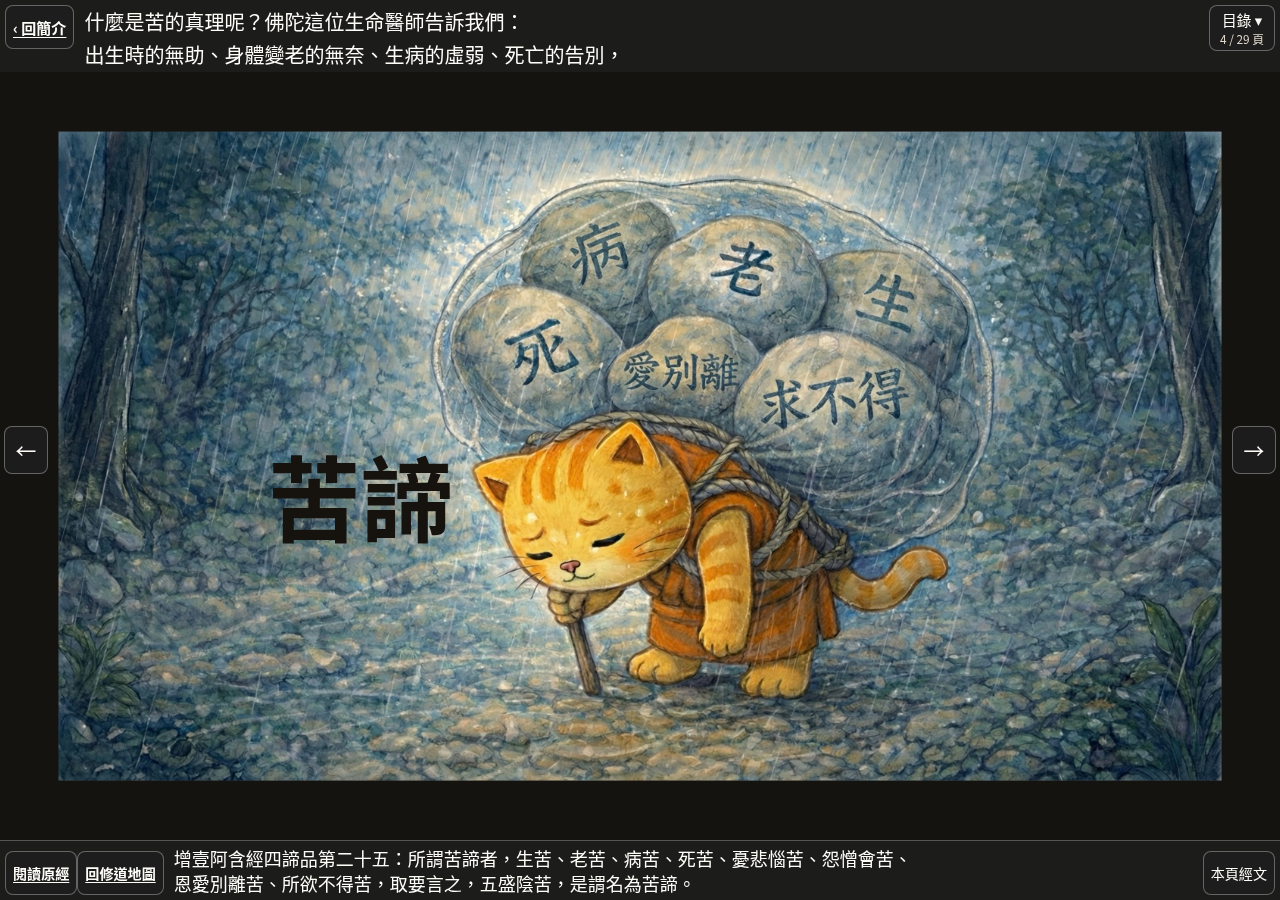 ‹ 回簡介
什麼是苦的真理呢？佛陀這位生命醫師告訴我們：
出生時的無助、身體變老的無奈、生病的虛弱、死亡的告別，
目錄 ▾
4 / 29 頁
病
老
生
死
愛別離
求不得
苦諦
←
→
閱讀原經
回修道地圖
增壹阿含經四諦品第二十五：所謂苦諦者，生苦、老苦、病苦、死苦、憂悲惱苦、怨憎會苦、
恩愛別離苦、所欲不得苦，取要言之，五盛陰苦，是謂名為苦諦。
本頁經文